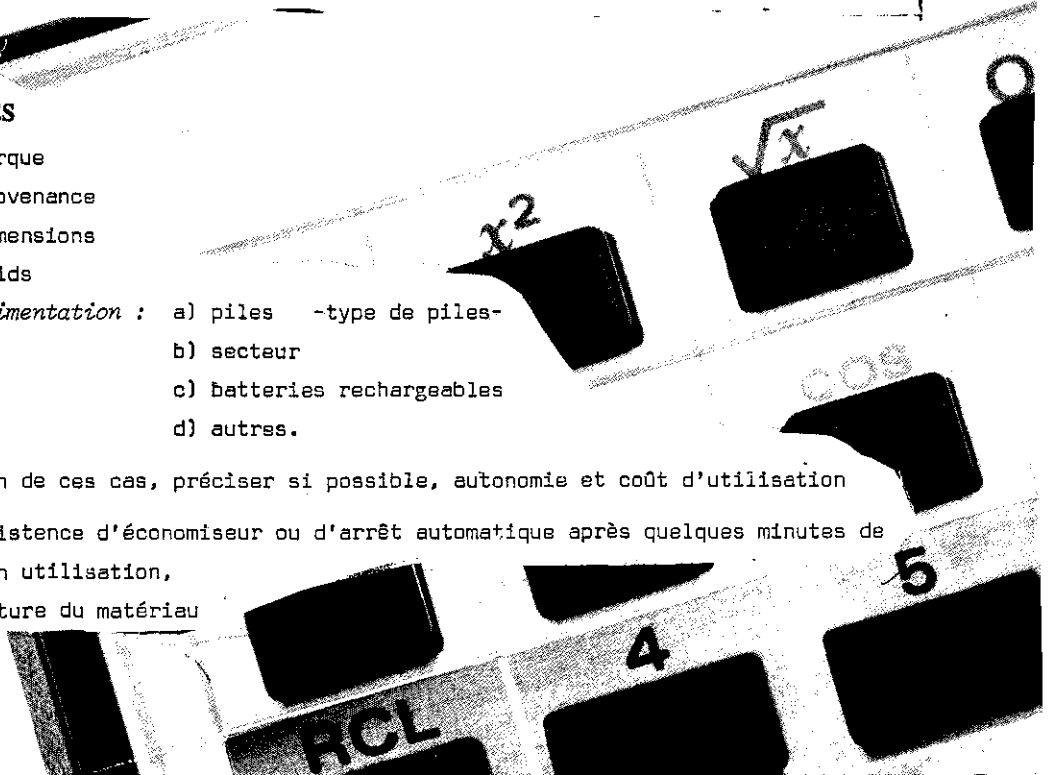 ES
rque
ovenance
mensions
ids
imentation : a) piles -type de piles-
b) secteur
c) batteries rechargeables
d) autres.
n de ces cas, préciser si possible, autonomie et coût d'utilisation
istence d'économiseur ou d'arrêt automatique après quelques minutes de
n utilisation,
ture du matériau
x²
√x
cos
RCL
4
5